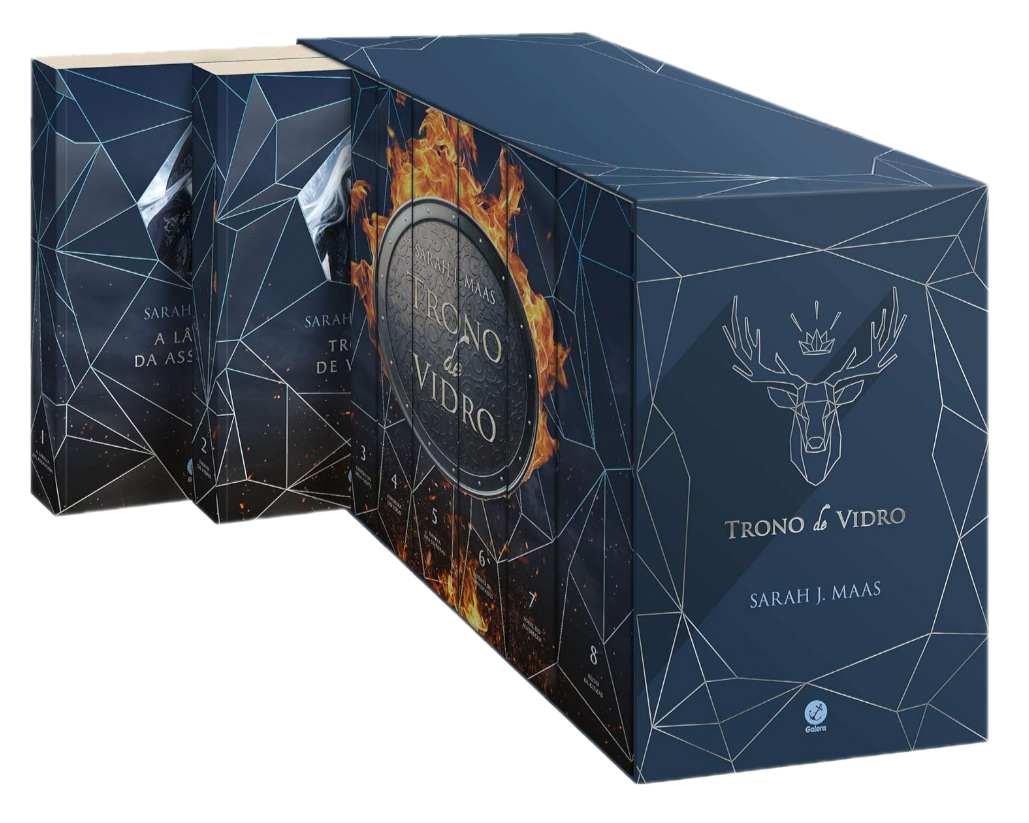 SARAH
A LÂ
DA ASS
1
SARAH
TR
DE V
2
SARAH J. MAAS
TRONO
de
VIDRO
3
4
5
6
7
8
TRONO de VIDRO
SARAH J. MAAS
Galera